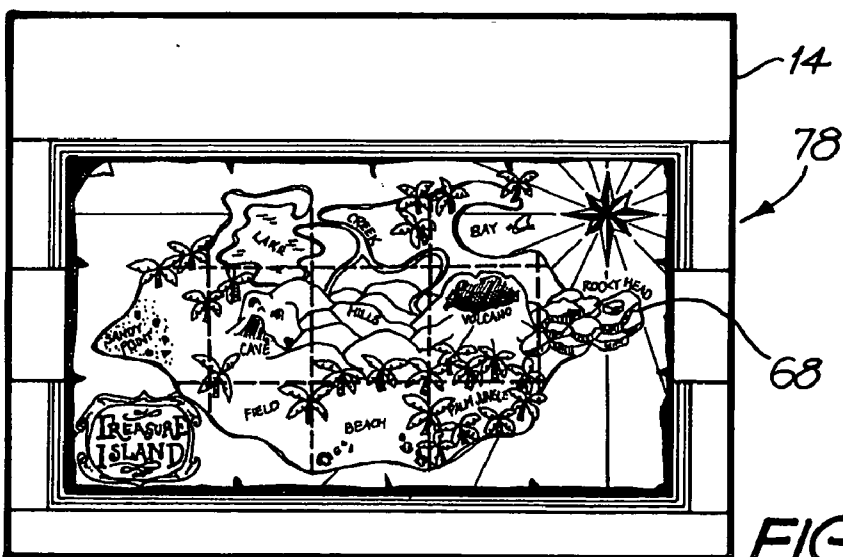 14
78
CREEK
BAY
LAKE
ROCKY HEAD
HILLS
VOLCANO
SANDY POINT
CAVE
68
FIELD
PALM JUNGLE
BEACH
TREASURE
ISLAND
FIG